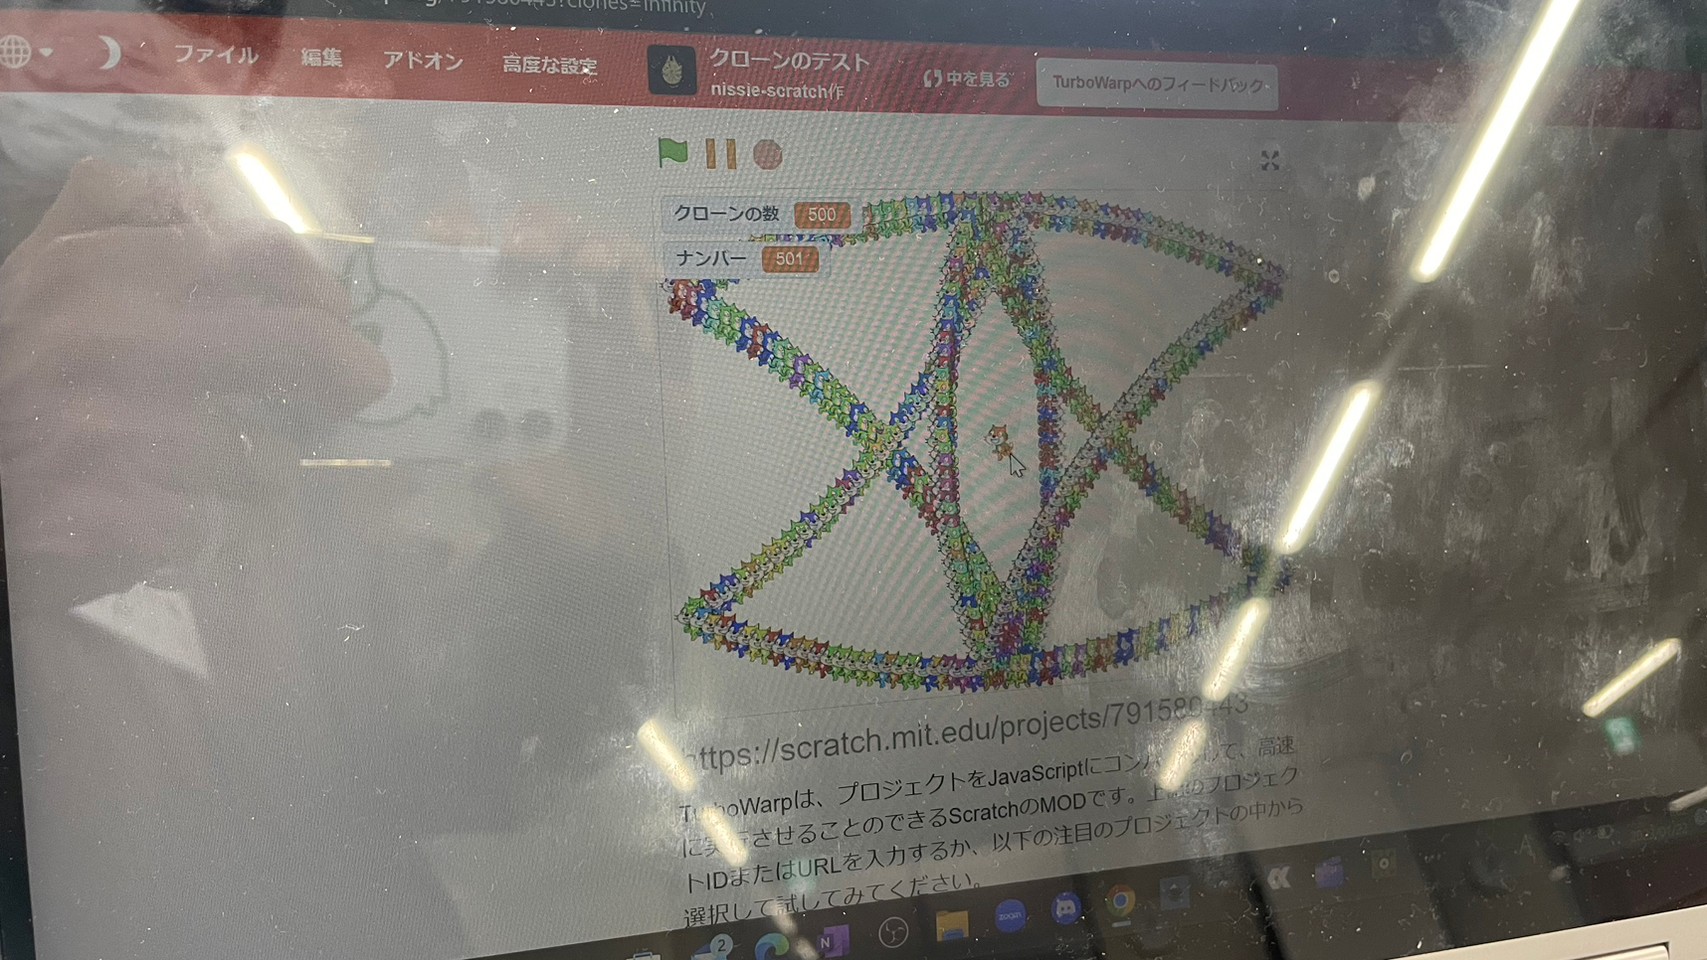 ?clones=infinity
ファイル 編集 アドオン 高度な設定 クローンのテスト 中を見る TurboWarpへのフィードバック
nissie-scratch作
クローンの数 500
ナンバー 501
https://scratch.mit.edu/projects/791580443
TurboWarpは、プロジェクトをJavaScriptにコンパイルして、高速
に実行させることのできるScratchのMODです。上記のプロジェク
トIDまたはURLを入力するか、以下の注目のプロジェクトの中から
選択して試してみてください。
2
N
zoom